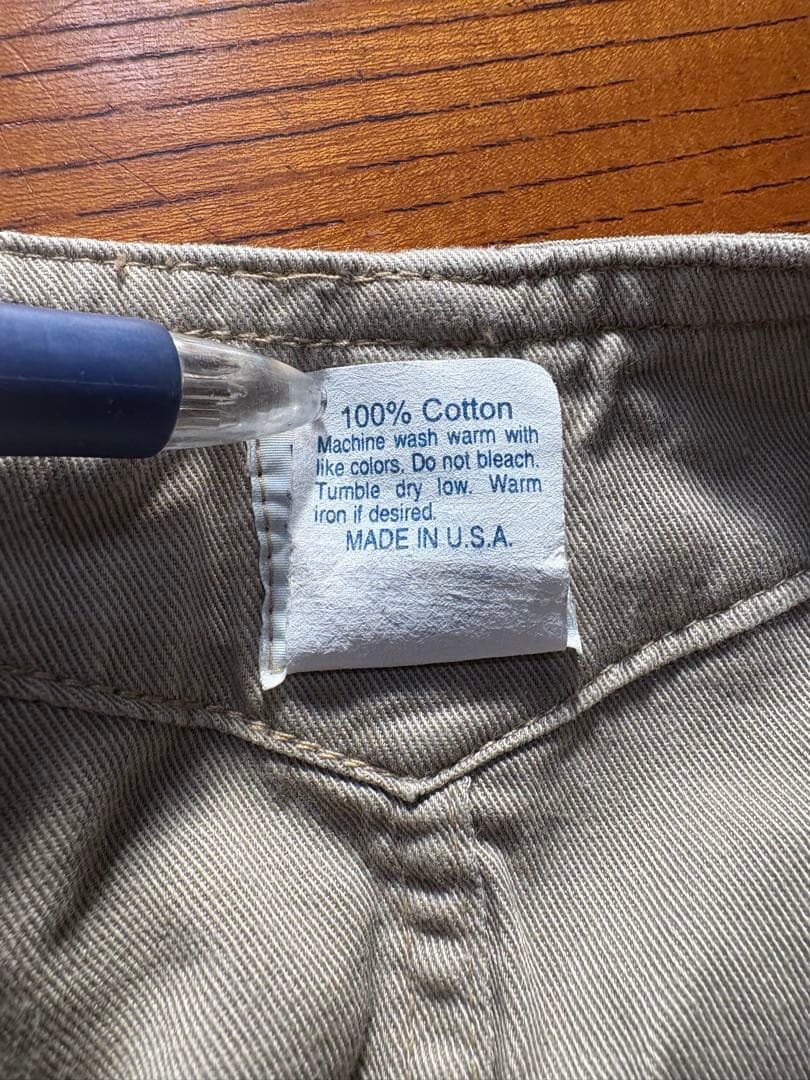 100% Cotton
Machine wash warm with
like colors. Do not bleach.
Tumble dry low. Warm
iron if desired.
MADE IN U.S.A.